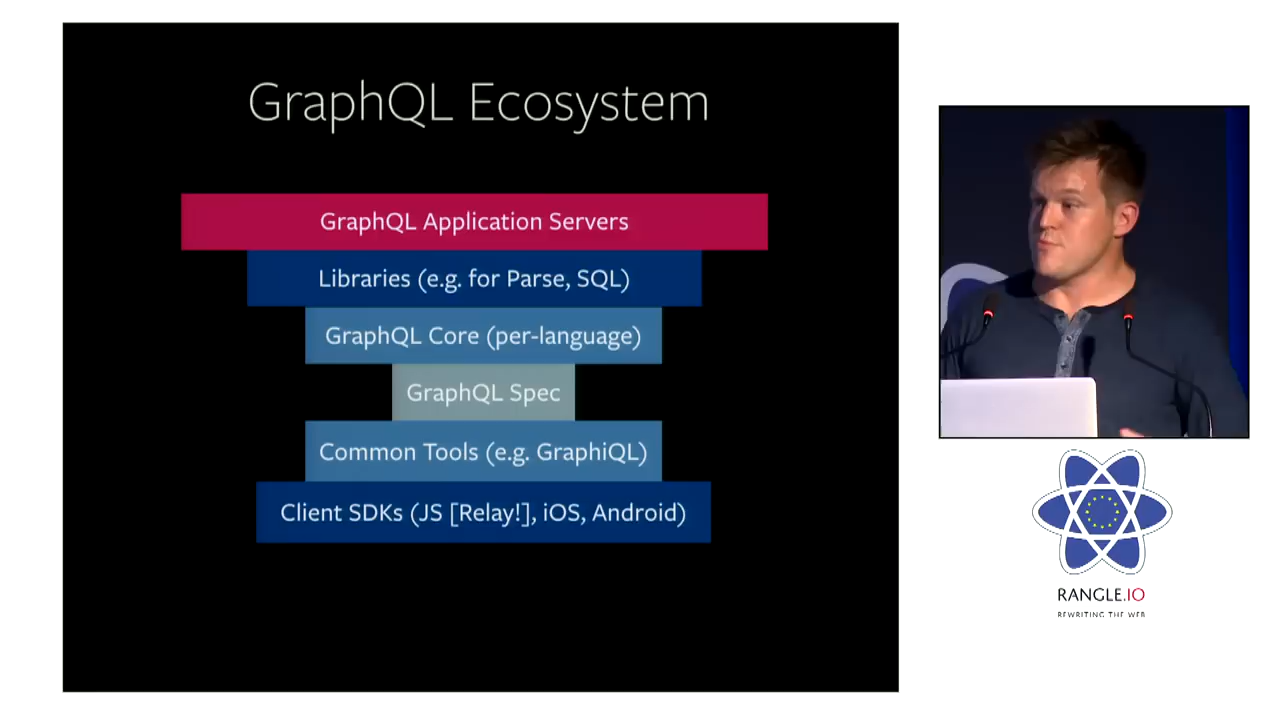 GraphQL Ecosystem
GraphQL Application Servers
Libraries (e.g. for Parse, SQL)
GraphQL Core (per-language)
GraphQL Spec
Common Tools (e.g. GraphiQL)
Client SDKs (JS [Relay!], iOS, Android)
RANGLE.IO
REWRITING THE WEB